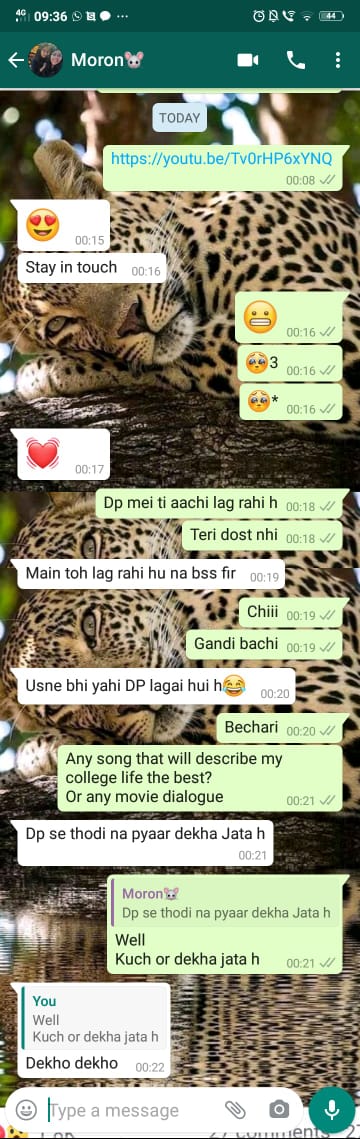 4G 09:36 44
Moron🐭
TODAY
https://youtu.be/Tv0rHP6xYNQ
00:08
😍 00:15
Stay in touch 00:16
😬 00:16
🥺3 00:16
🥺* 00:16
💓 00:17
Dp mei ti aachi lag rahi h 00:18
Teri dost nhi 00:18
Main toh lag rahi hu na bss fir 00:19
Chiii 00:19
Gandi bachi 00:19
Usne bhi yahi DP lagai hui h😂 00:20
Bechari 00:20
Any song that will describe my
college life the best?
Or any movie dialogue 00:21
Dp se thodi na pyaar dekha Jata h
00:21
Moron🐭
Dp se thodi na pyaar dekha Jata h
Well
Kuch or dekha jata h 00:21
You
Well
Kuch or dekha jata h
Dekho dekho 00:22
Type a message